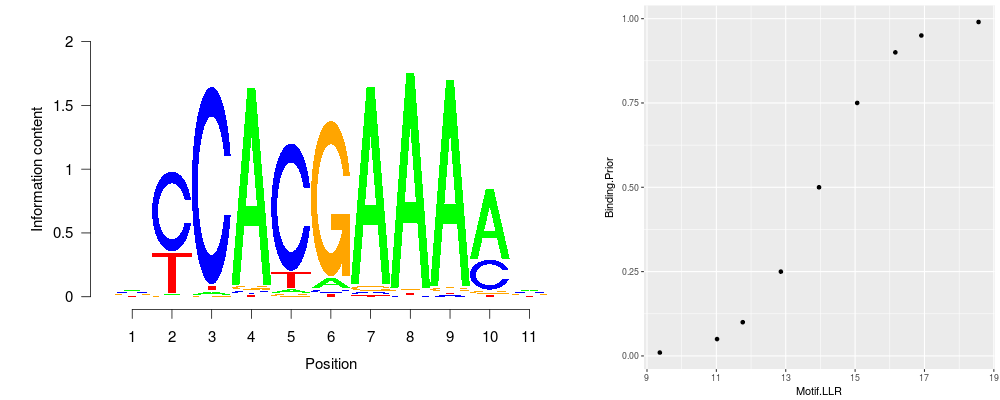 2
1.5
1
0.5
0
Information content
C T
C
A
C T
G A
A
A
A
A C
1 2 3 4 5 6 7 8 9 10 11
Position
1.00
0.75
0.50
0.25
0.00
Binding.Prior
9 11 13 15 17 19
Motif.LLR